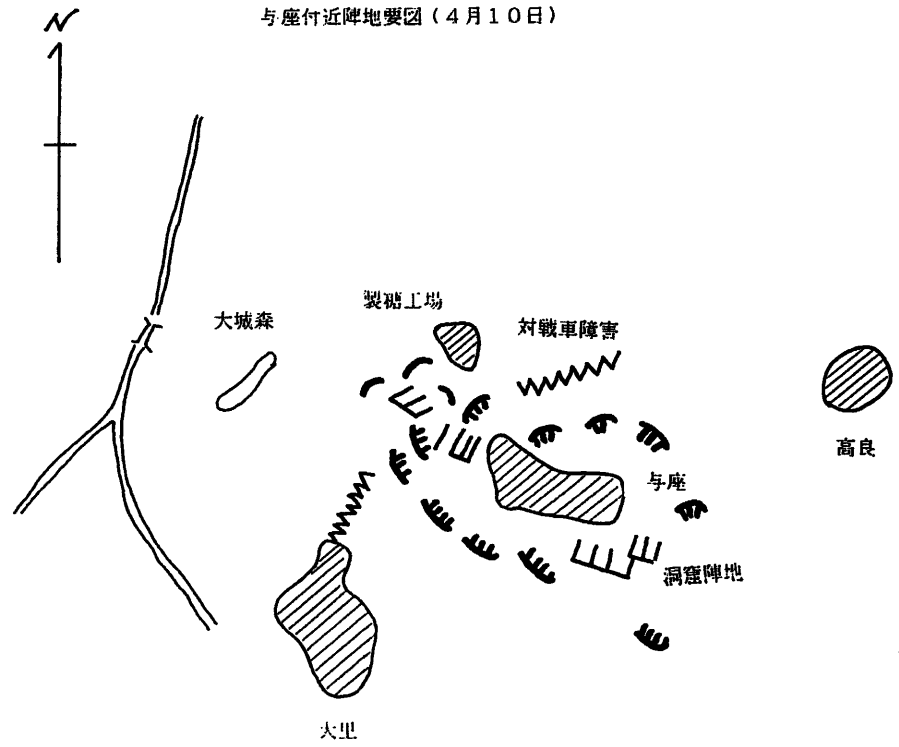 与座付近陣地要図(4月10日)
N
製糖工場
大城森
対戦車障害
高良
与座
洞窟陣地
大里